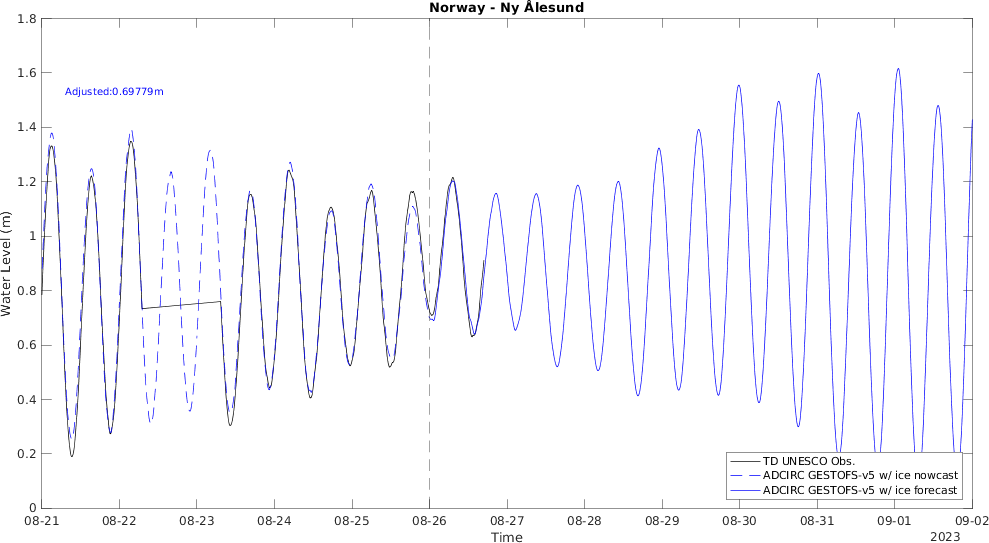 Norway - Ny Ålesund
1.8
1.6
1.4
1.2
1
0.8
0.6
0.4
0.2
0
Water Level (m)
Adjusted:0.69779m
TD UNESCO Obs.
ADCIRC GESTOFS-v5 w/ ice nowcast
ADCIRC GESTOFS-v5 w/ ice forecast
08-21 08-22 08-23 08-24 08-25 08-26 08-27 08-28 08-29 08-30 08-31 09-01 09-02
Time
2023